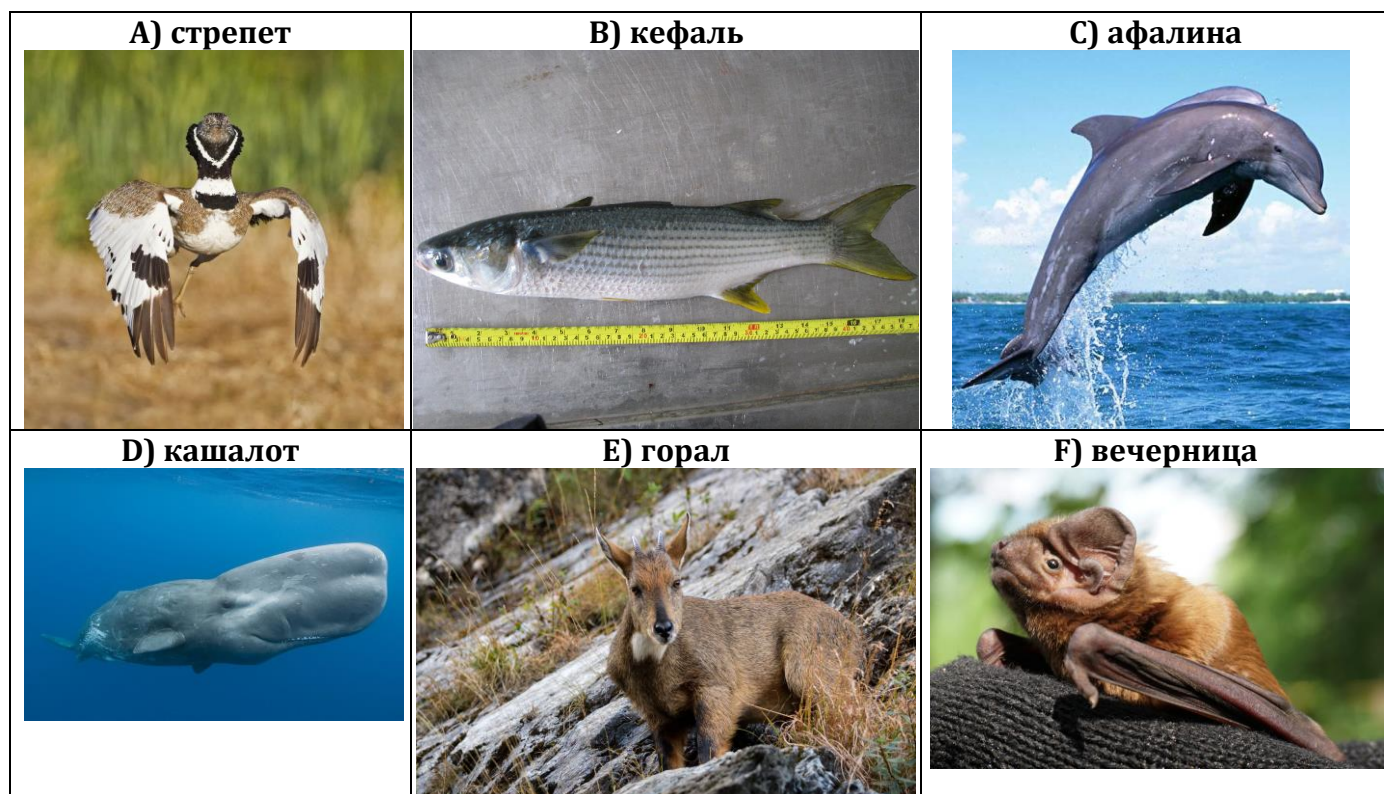 A) стрепет
B) кефаль
C) афалина
D) кашалот
E) горал
F) вечерница